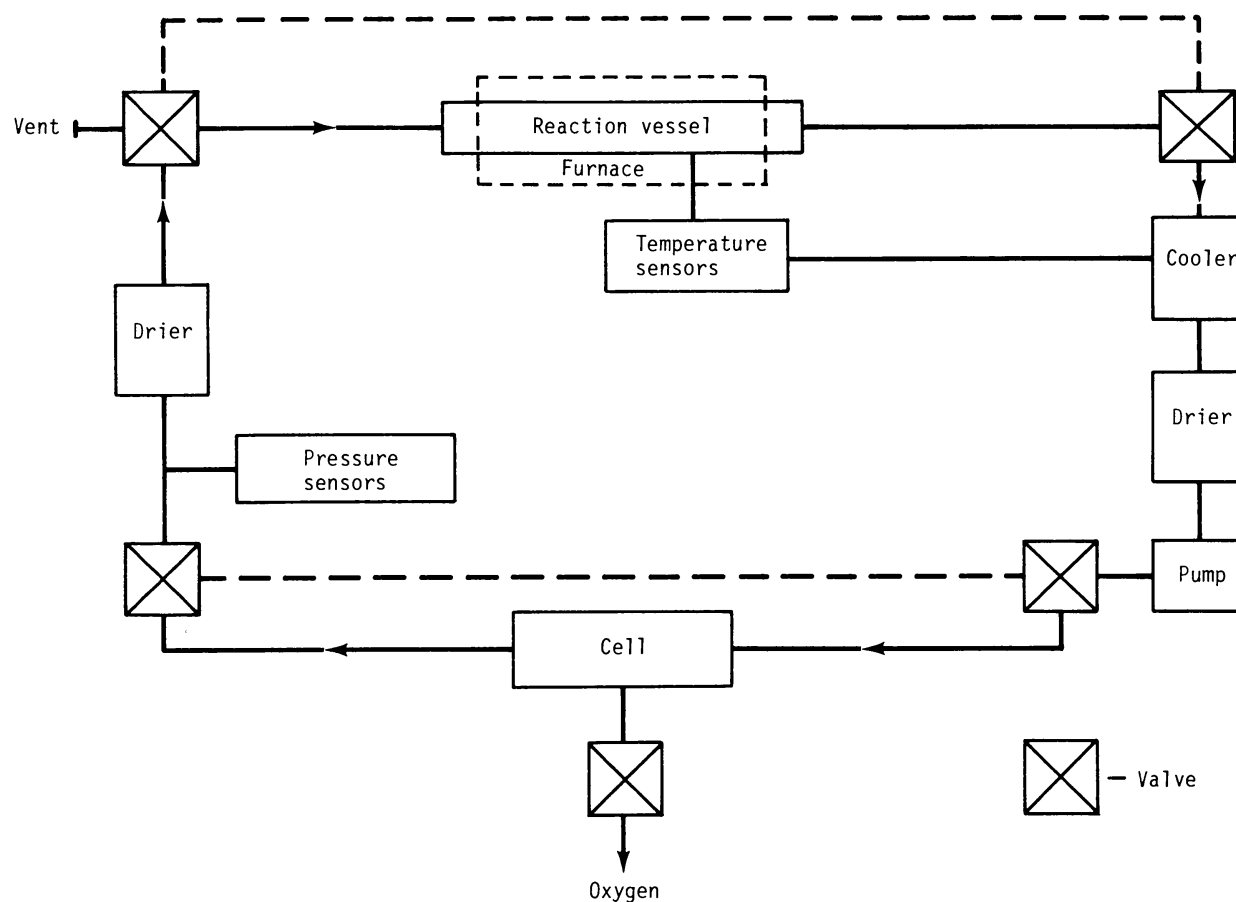 Vent
Reaction vessel
Furnace
Temperature
sensors
Cooler
Drier
Drier
Pressure
sensors
Pump
Cell
Valve
Oxygen